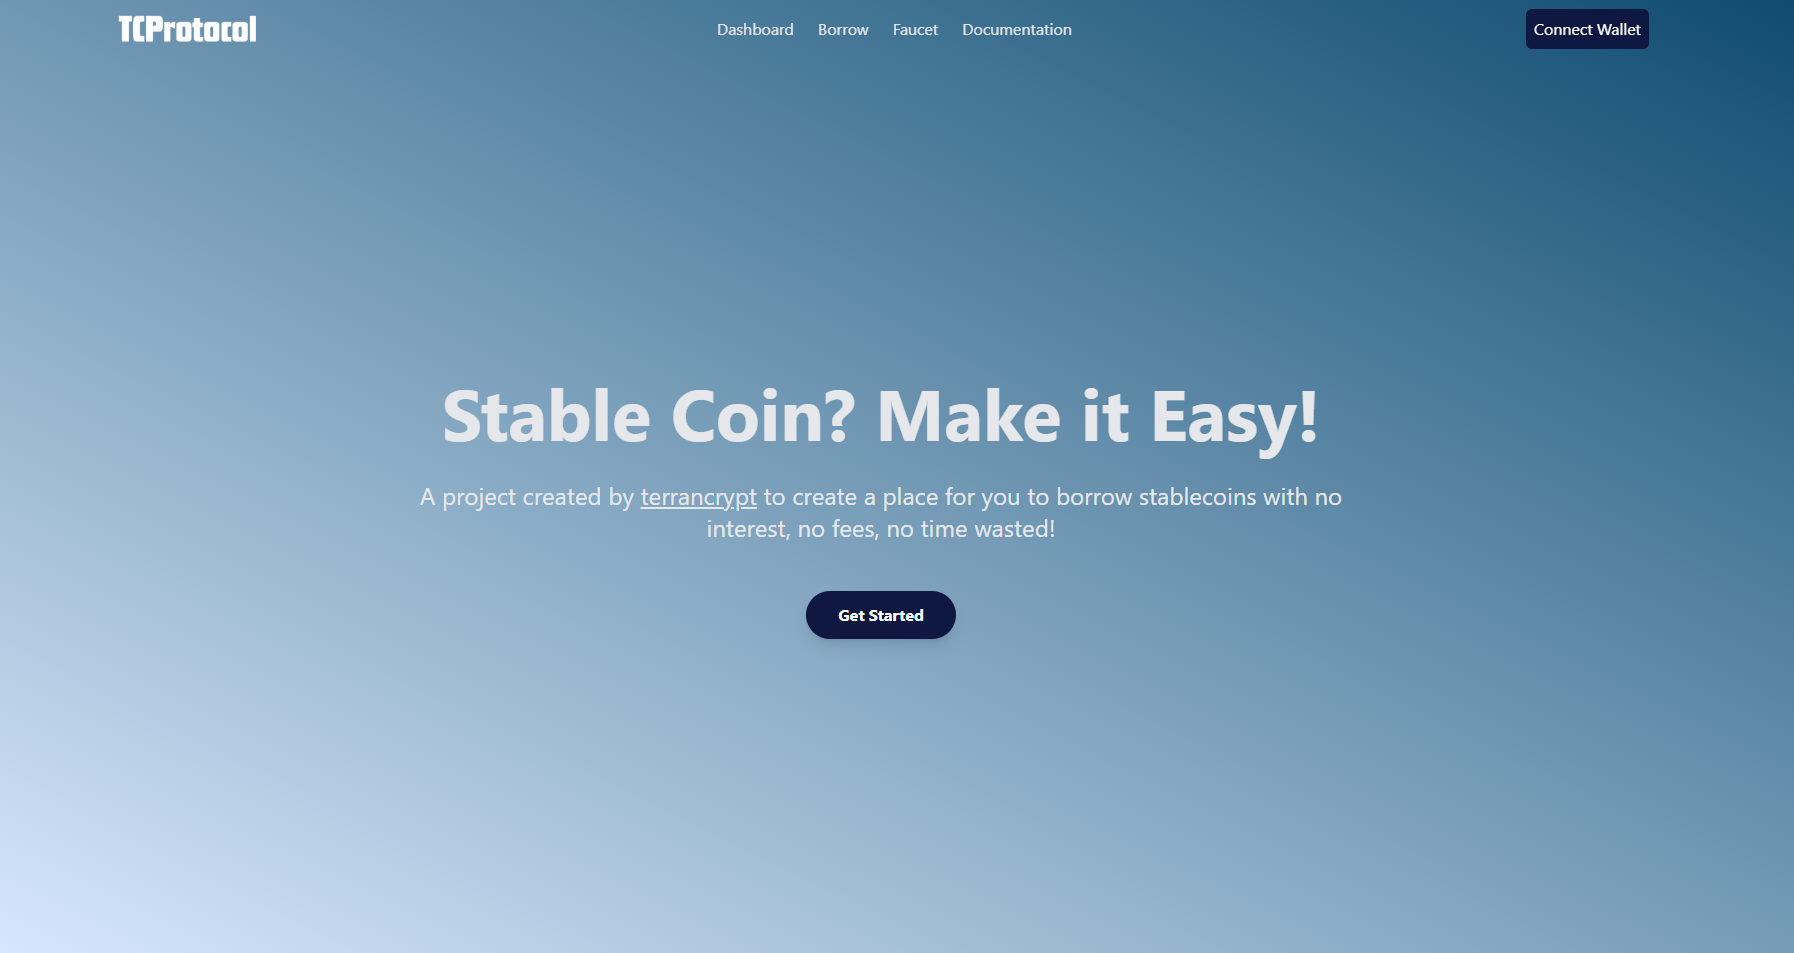 TCProtocol
Dashboard Borrow Faucet Documentation
Connect Wallet
Stable Coin? Make it Easy!
A project created by terrancrypt to create a place for you to borrow stablecoins with no
interest, no fees, no time wasted!
Get Started